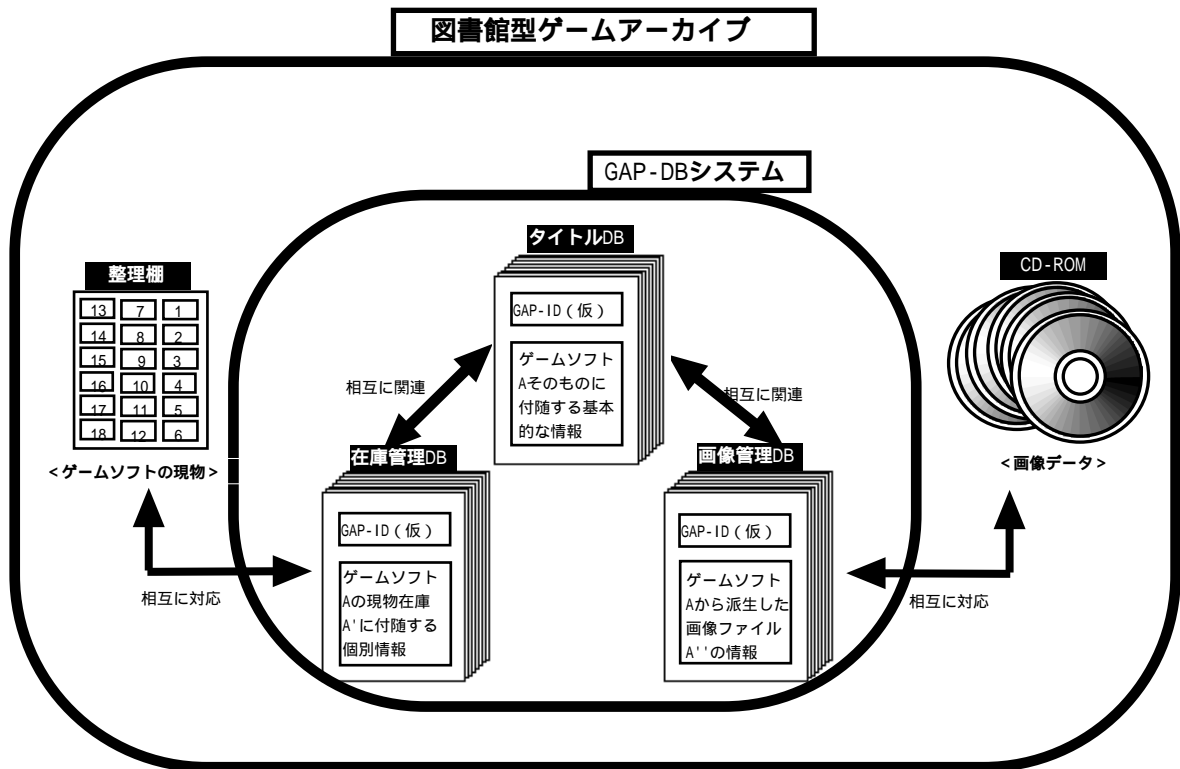 図書館型ゲームアーカイブ
GAP-DBシステム
タイトルDB
GAP-ID(仮)
ゲームソフト
Aそのものに
付随する基本
的な情報
整理棚
13 7 1
14 8 2
15 9 3
16 10 4
17 11 5
18 12 6
<ゲームソフトの現物>
CD-ROM
<画像データ>
相互に関連
相互に関連
在庫管理DB
GAP-ID(仮)
ゲームソフト
Aの現物在庫
A'に付随する
個別情報
画像管理DB
GAP-ID(仮)
ゲームソフト
Aから派生した
画像ファイル
A''の情報
相互に対応
相互に対応